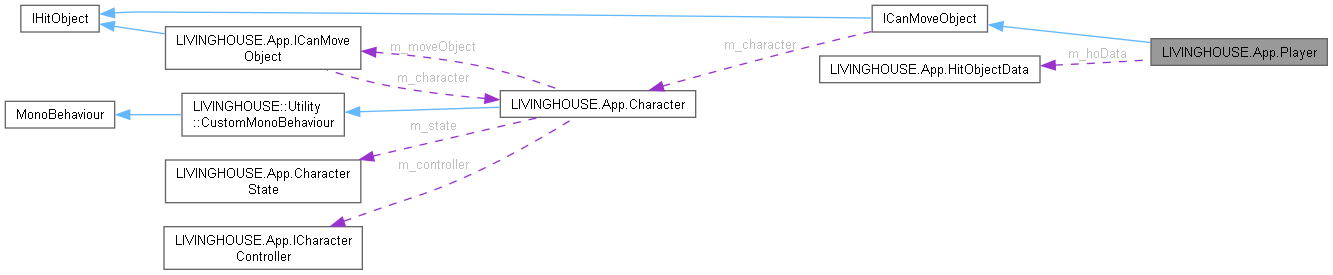 IHitObject
ICanMoveObject
LIVINGHOUSE.App.ICanMove
Object
m_moveObject
m_character
m_character
LIVINGHOUSE.App.Player
m_hoData
LIVINGHOUSE.App.HitObjectData
MonoBehaviour
LIVINGHOUSE::Utility
::CustomMonoBehaviour
LIVINGHOUSE.App.Character
m_state
LIVINGHOUSE.App.Character
State
m_controller
LIVINGHOUSE.App.ICharacter
Controller